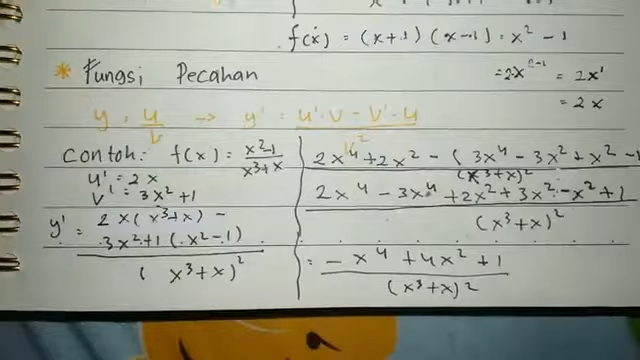 f(x) = (x+1) (x-1) = x² - 1
* Fungsi Pecahan
= 2x²⁻¹ = 2x¹
= 2x
y = u/v → y' = (u'·v - v'·u)/v²
Contoh: f(x) = (x²-1)/(x³+x)
u' = 2x
v' = 3x²+1
y' = (2x(x³+x) -
3x²+1(x²-1))/
(x³+x)²
2x⁴ + 2x² - (3x⁴ - 3x² + x² -
(x³+x)²
2x⁴ - 3x⁴ + 2x² + 3x² - x² + 1
(x³+x)²
= (-x⁴ + 4x² + 1)/
(x³+x)²